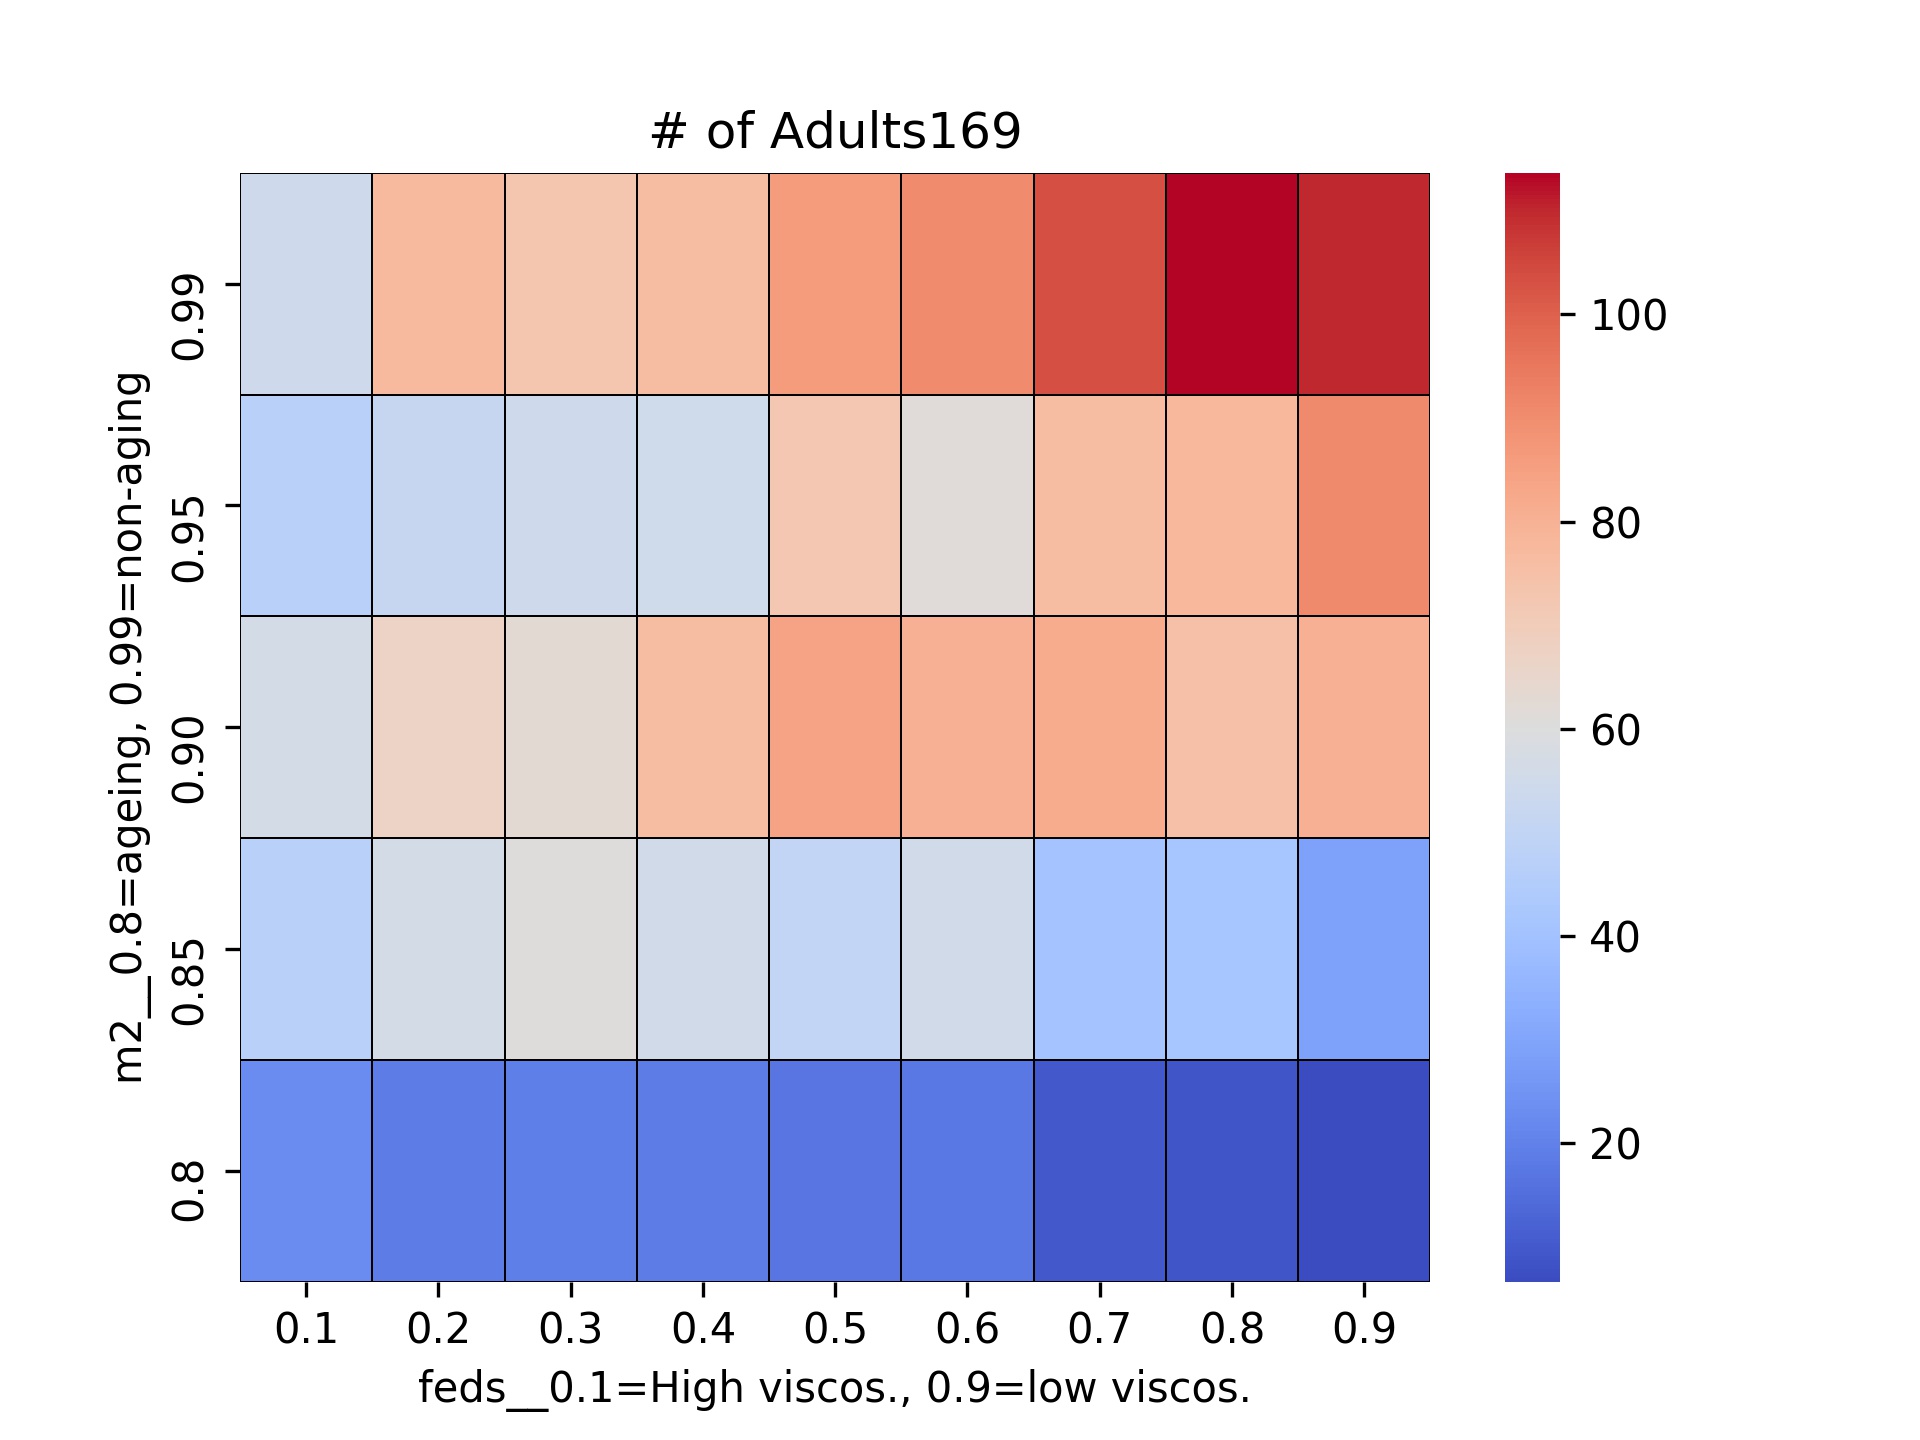 # of Adults169
m2__0.8=ageing, 0.99=non-aging
0.99
0.95
0.90
0.85
0.8
0.1 0.2 0.3 0.4 0.5 0.6 0.7 0.8 0.9
feds__0.1=High viscos., 0.9=low viscos.
100
80
60
40
20